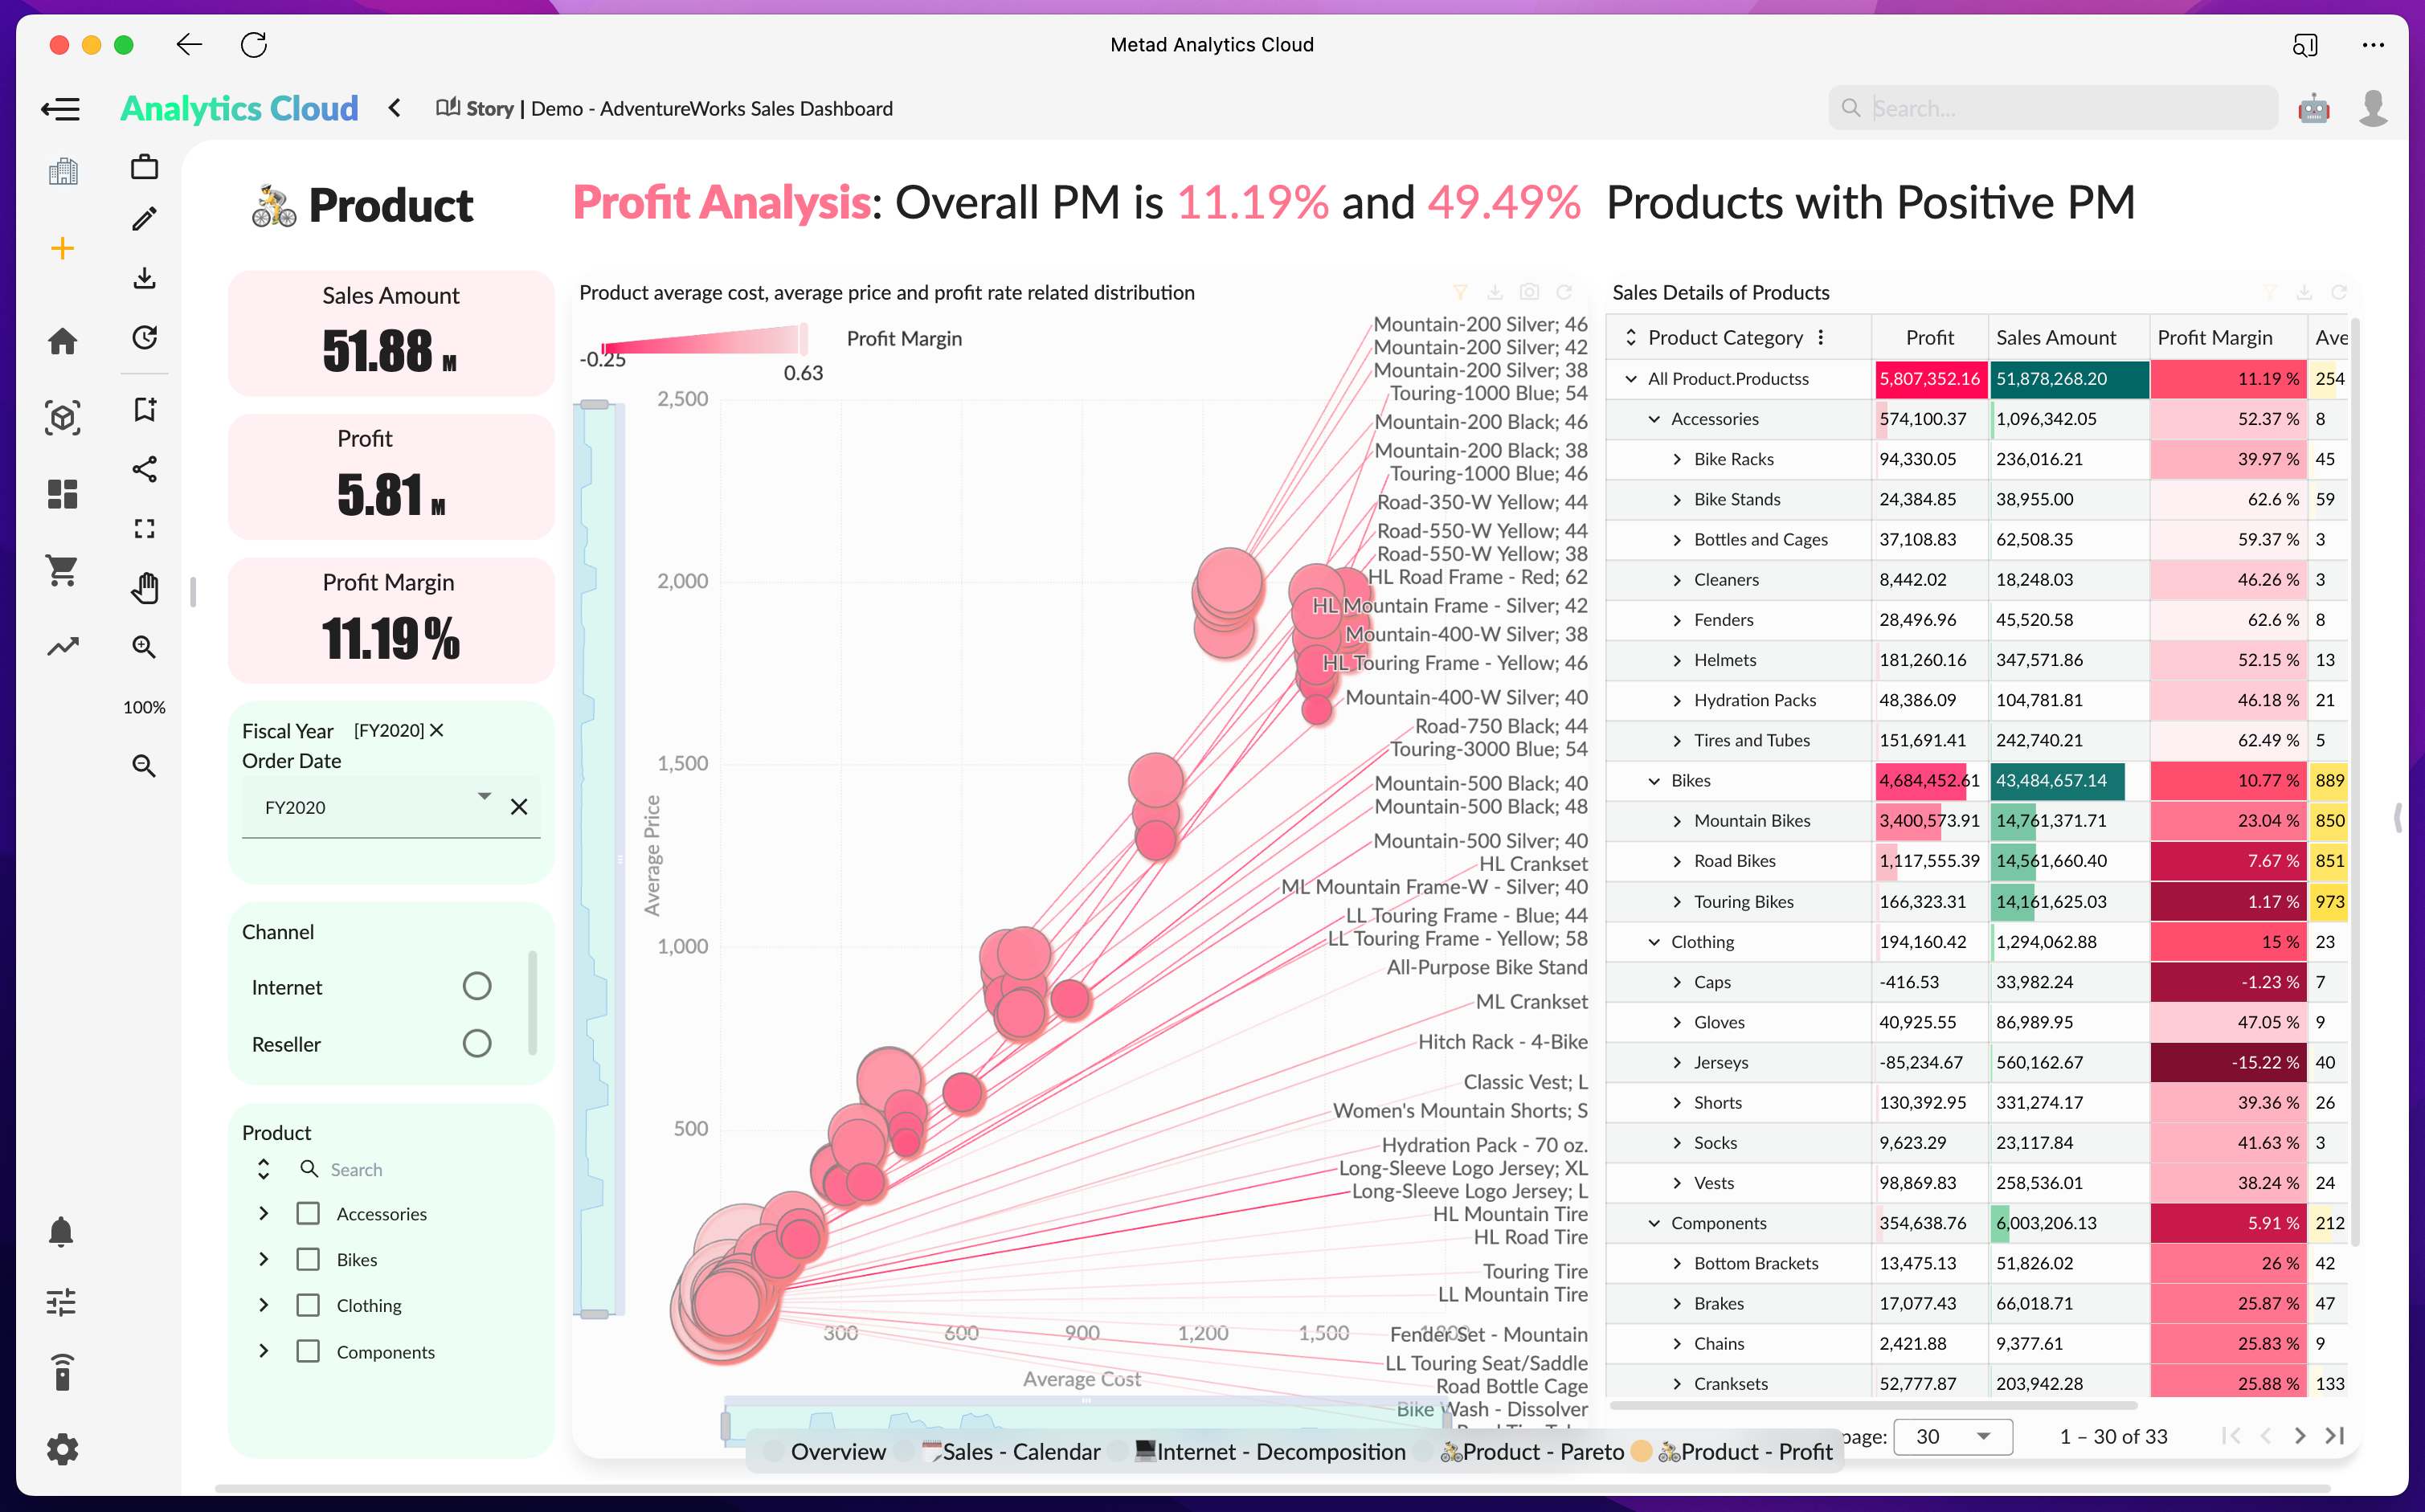 Metad Analytics Cloud
Analytics Cloud
Story | Demo - AdventureWorks Sales Dashboard
Search...
100%
Product
Profit Analysis: Overall PM is 11.19% and 49.49% Products with Positive PM
Sales Amount
51.88 M
Profit
5.81 M
Profit Margin
11.19%
Fiscal Year [FY2020]
Order Date
FY2020
Channel
Internet
Reseller
Product
Search
Accessories
Bikes
Clothing
Components
Product average cost, average price and profit rate related distribution
-0.25
0.63
Profit Margin
2,500
2,000
1,500
1,000
500
Average Price
300 600 900 1,200 1,500 1,800
Average Cost
Mountain-200 Silver; 46
Mountain-200 Silver; 42
Mountain-200 Silver; 38
Touring-1000 Blue; 54
Mountain-200 Black; 46
Mountain-200 Black; 38
Touring-1000 Blue; 46
Road-350-W Yellow; 44
Road-550-W Yellow; 44
Road-550-W Yellow; 38
HL Road Frame - Red; 62
HL Mountain Frame - Silver; 42
Mountain-400-W Silver; 38
HL Touring Frame - Yellow; 46
Mountain-400-W Silver; 40
Road-750 Black; 44
Touring-3000 Blue; 54
Mountain-500 Black; 40
Mountain-500 Black; 48
Mountain-500 Silver; 40
HL Crankset
ML Mountain Frame-W - Silver; 40
LL Touring Frame - Blue; 44
LL Touring Frame - Yellow; 58
All-Purpose Bike Stand
ML Crankset
Hitch Rack - 4-Bike
Classic Vest; L
Women's Mountain Shorts; S
Hydration Pack - 70 oz.
Long-Sleeve Logo Jersey; XL
Long-Sleeve Logo Jersey; L
HL Mountain Tire
HL Road Tire
Touring Tire
LL Mountain Tire
Fender Set - Mountain
LL Touring Seat/Saddle
Road Bottle Cage
Bike Wash - Dissolver
Sales Details of Products
Product Category Profit Sales Amount Profit Margin Ave
All Product.Productss 5,807,352.16 51,878,268.20 11.19 % 254
Accessories 574,100.37 1,096,342.05 52.37 % 8
Bike Racks 94,330.05 236,016.21 39.97 % 45
Bike Stands 24,384.85 38,955.00 62.6 % 59
Bottles and Cages 37,108.83 62,508.35 59.37 % 3
Cleaners 8,442.02 18,248.03 46.26 % 3
Fenders 28,496.96 45,520.58 62.6 % 8
Helmets 181,260.16 347,571.86 52.15 % 13
Hydration Packs 48,386.09 104,781.81 46.18 % 21
Tires and Tubes 151,691.41 242,740.21 62.49 % 5
Bikes 4,684,452.61 43,484,657.14 10.77 % 889
Mountain Bikes 3,400,573.91 14,761,371.71 23.04 % 850
Road Bikes 1,117,555.39 14,561,660.40 7.67 % 851
Touring Bikes 166,323.31 14,161,625.03 1.17 % 973
Clothing 194,160.42 1,294,062.88 15 % 23
Caps -416.53 33,982.24 -1.23 % 7
Gloves 40,925.55 86,989.95 47.05 % 9
Jerseys -85,234.67 560,162.67 -15.22 % 40
Shorts 130,392.95 331,274.17 39.36 % 26
Socks 9,623.29 23,117.84 41.63 % 3
Vests 98,869.83 258,536.01 38.24 % 24
Components 354,638.76 6,003,206.13 5.91 % 212
Bottom Brackets 13,475.13 51,826.02 26 % 42
Brakes 17,077.43 66,018.71 25.87 % 47
Chains 2,421.88 9,377.61 25.83 % 9
Cranksets 52,777.87 203,942.28 25.88 % 133
page: 30 1 – 30 of 33
Overview Sales - Calendar Internet - Decomposition Product - Pareto Product - Profit